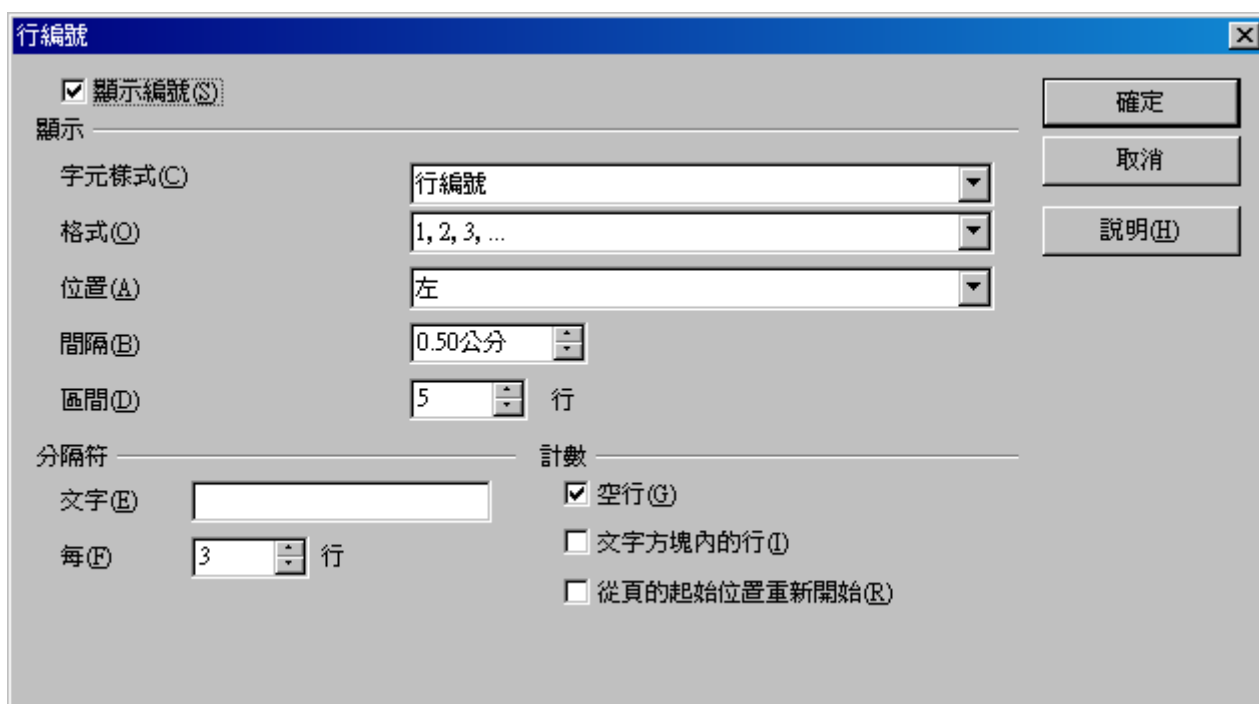 行編號
顯示編號(S)
顯示
字元樣式(C) 行編號
格式(O) 1, 2, 3, ...
位置(A) 左
間隔(B) 0.50公分
區間(D) 5 行
分隔符
文字(E)
每(F) 3 行
計數
空行(G)
文字方塊內的行(I)
從頁的起始位置重新開始(R)
確定
取消
說明(H)